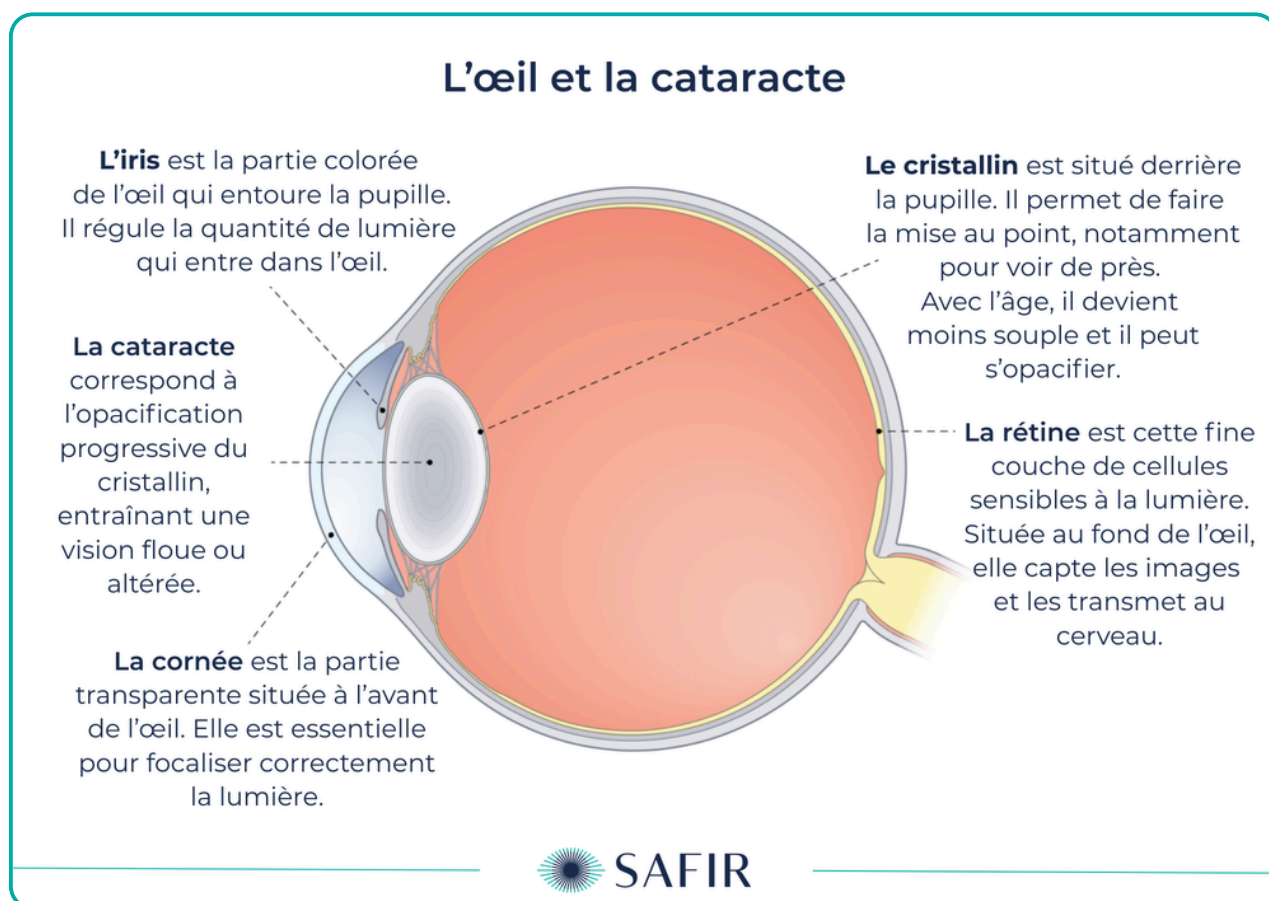 L’œil et la cataracte
L’iris est la partie colorée
de l’œil qui entoure la pupille.
Il régule la quantité de lumière
qui entre dans l’œil.
La cataracte
correspond à
l’opacification
progressive du
cristallin,
entraînant une
vision floue ou
altérée.
La cornée est la partie
transparente située à l’avant
de l’œil. Elle est essentielle
pour focaliser correctement
la lumière.
Le cristallin est situé derrière
la pupille. Il permet de faire
la mise au point, notamment
pour voir de près.
Avec l’âge, il devient
moins souple et il peut
s’opacifier.
La rétine est cette fine
couche de cellules
sensibles à la lumière.
Située au fond de l’œil,
elle capte les images
et les transmet au
cerveau.
SAFIR